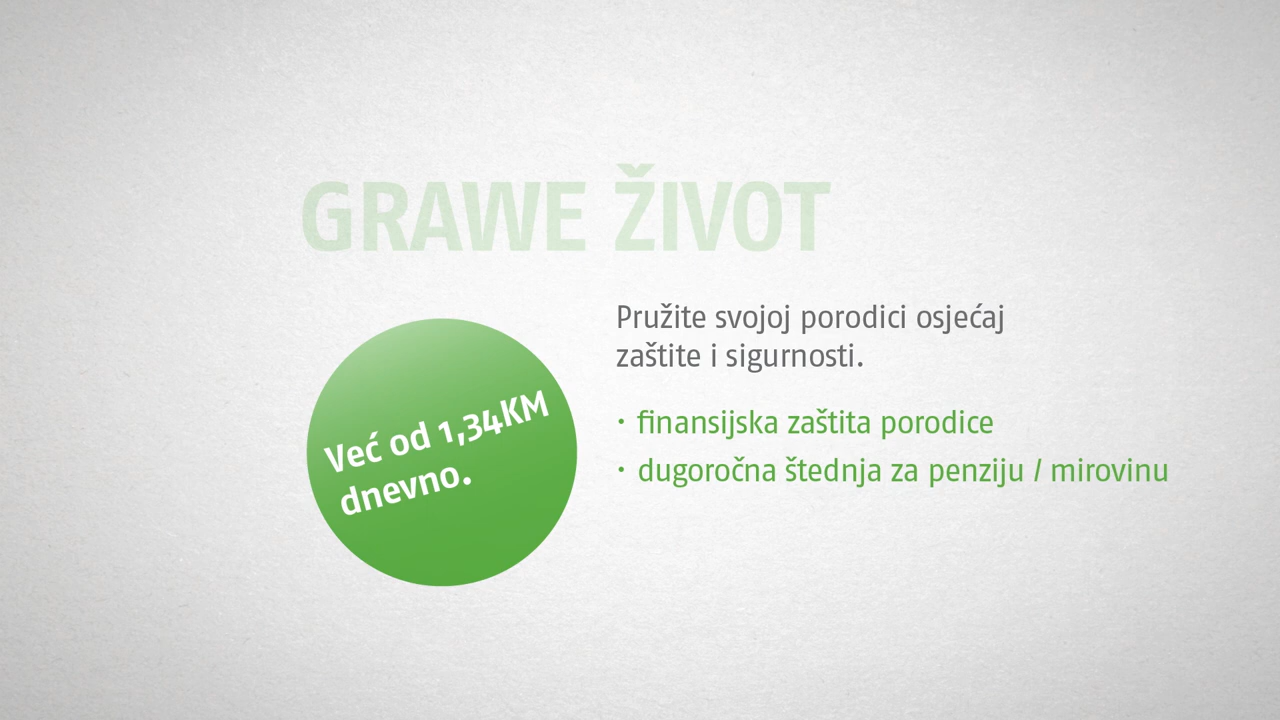 GRAWE ŽIVOT
Već od 1,34KM
dnevno.
Pružite svojoj porodici osjećaj
zaštite i sigurnosti.
· finansijska zaštita porodice
· dugoročna štednja za penziju / mirovinu